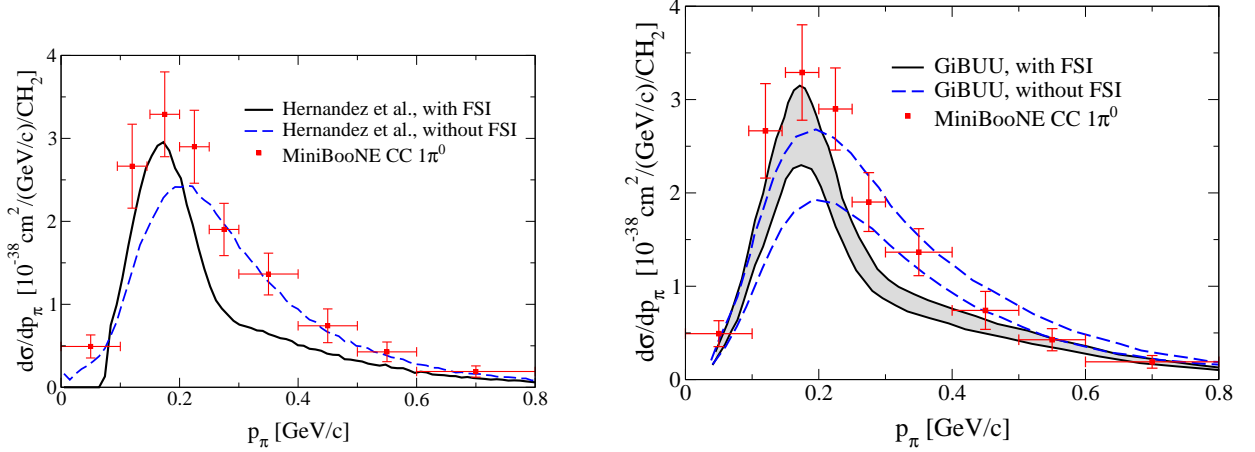 4
3
2
1
0
dσ/dp_π [10^-38 cm^2/(GeV/c)/CH_2]
Hernandez et al., with FSI
Hernandez et al., without FSI
MiniBooNE CC 1π^0
0 0.2 0.4 0.6 0.8
p_π [GeV/c]
4
3
2
1
0
dσ/dp_π [10^-38 cm^2/(GeV/c)/CH_2]
GiBUU, with FSI
GiBUU, without FSI
MiniBooNE CC 1π^0
0 0.2 0.4 0.6 0.8
p_π [GeV/c]